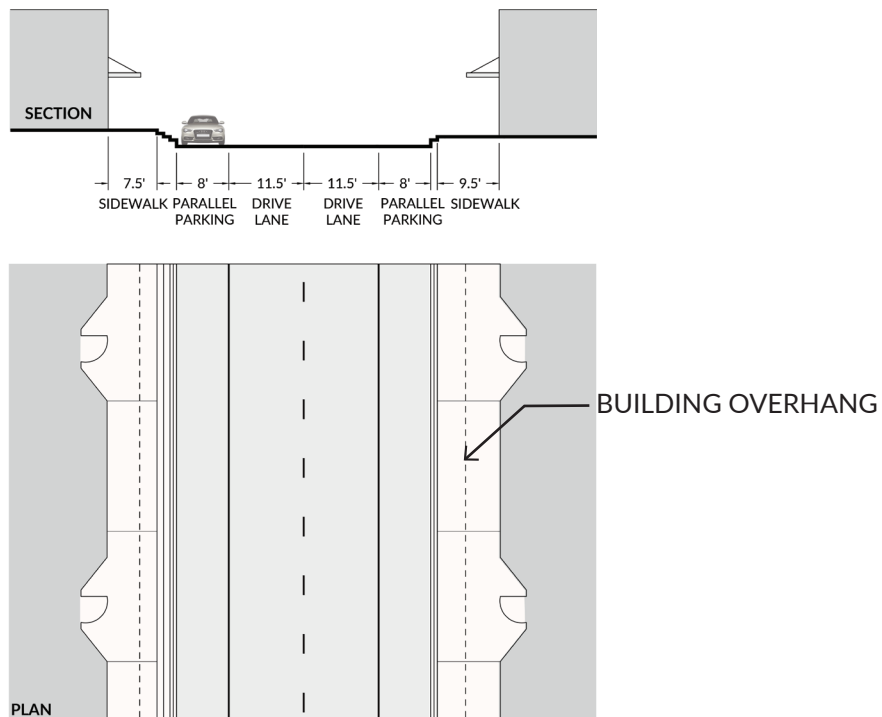 SECTION
7.5' 8' 11.5' 11.5' 8' 9.5'
SIDEWALK PARALLEL DRIVE DRIVE PARALLEL SIDEWALK
PARKING LANE LANE PARKING
BUILDING OVERHANG
PLAN